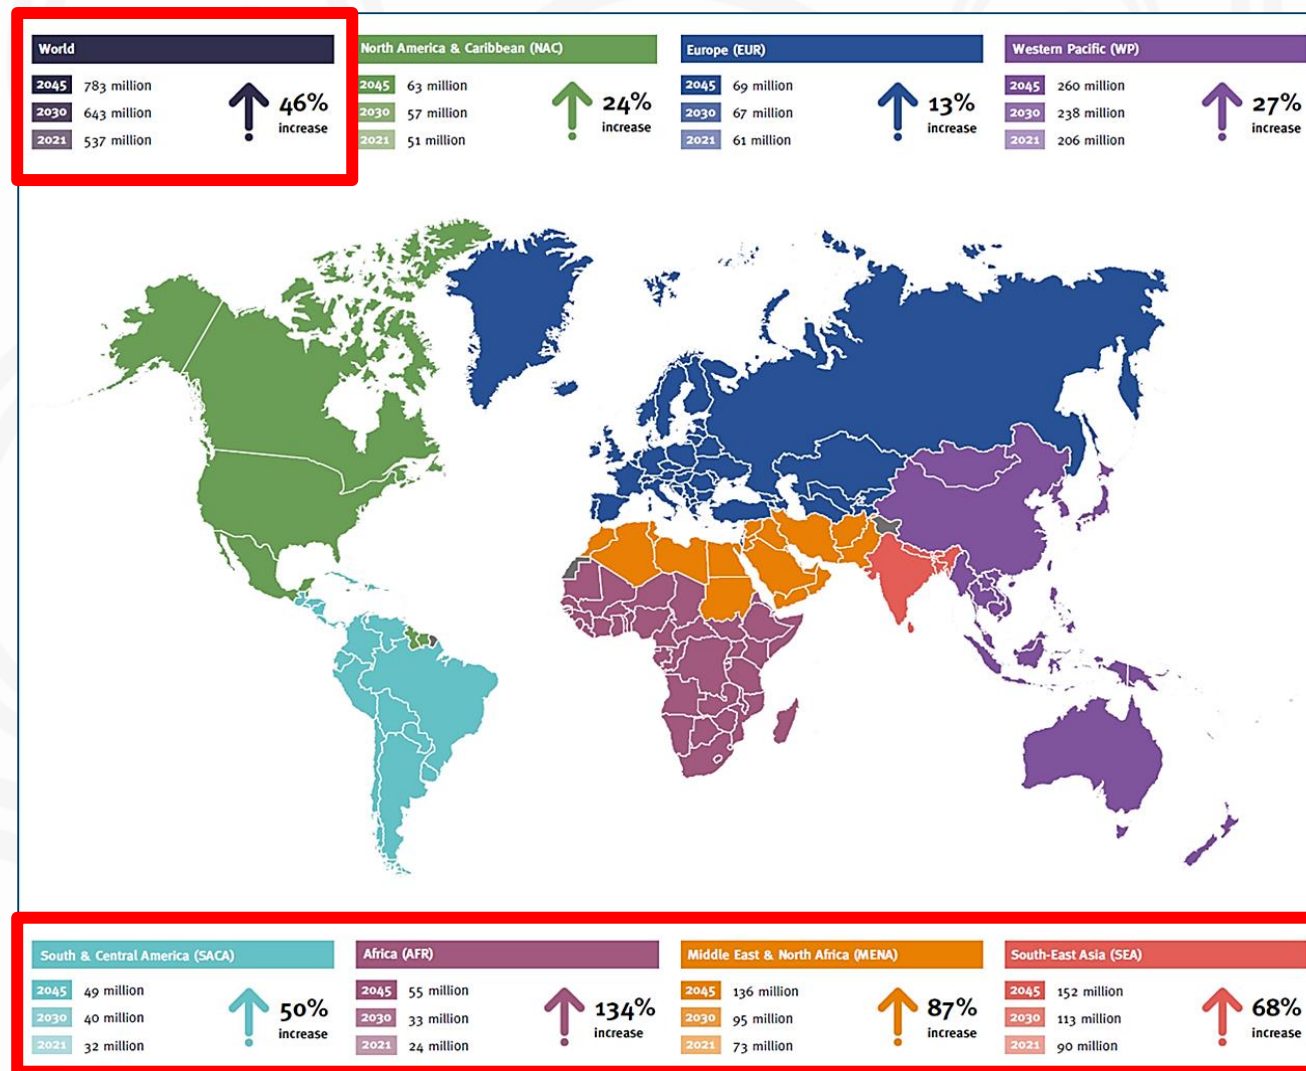 World
2045 783 million
2030 643 million
2021 537 million
46%
increase
North America & Caribbean (NAC)
2045 63 million
2030 57 million
2021 51 million
24%
increase
Europe (EUR)
2045 69 million
2030 67 million
2021 61 million
13%
increase
Western Pacific (WP)
2045 260 million
2030 238 million
2021 206 million
27%
increase
South & Central America (SACA)
2045 49 million
2030 40 million
2021 32 million
50%
increase
Africa (AFR)
2045 55 million
2030 33 million
2021 24 million
134%
increase
Middle East & North Africa (MENA)
2045 136 million
2030 95 million
2021 73 million
87%
increase
South-East Asia (SEA)
2045 152 million
2030 113 million
2021 90 million
68%
increase